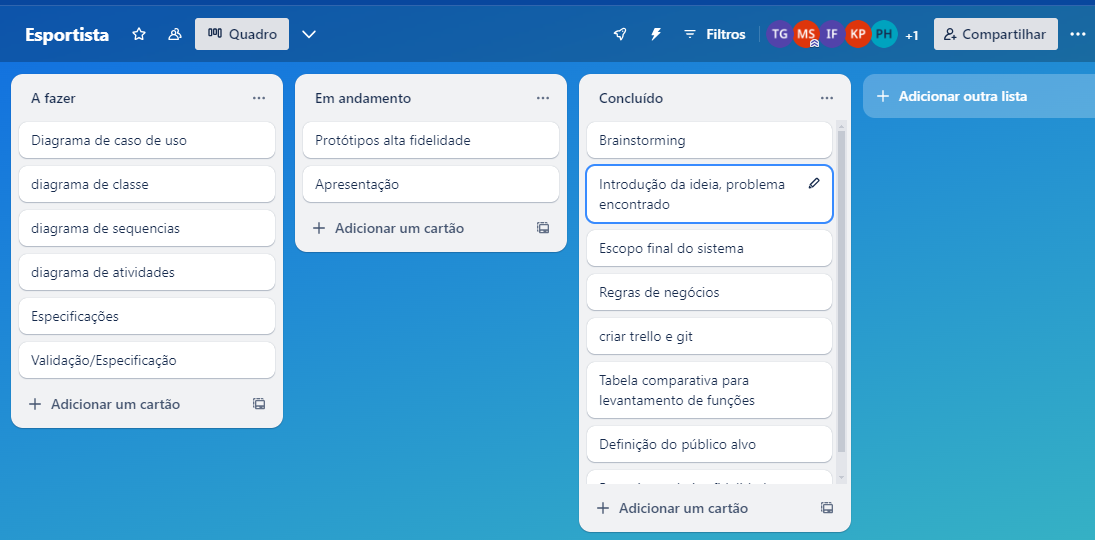 Esportista
Quadro
Filtros
TG
MS
IF
KP
PH
+1
Compartilhar
A fazer
Diagrama de caso de uso
diagrama de classe
diagrama de sequencias
diagrama de atividades
Especificações
Validação/Especificação
Adicionar um cartão
Em andamento
Protótipos alta fidelidade
Apresentação
Adicionar um cartão
Concluído
Brainstorming
Introdução da ideia, problema
encontrado
Escopo final do sistema
Regras de negócios
criar trello e git
Tabela comparativa para
levantamento de funções
Definição do público alvo
Adicionar um cartão
Adicionar outra lista